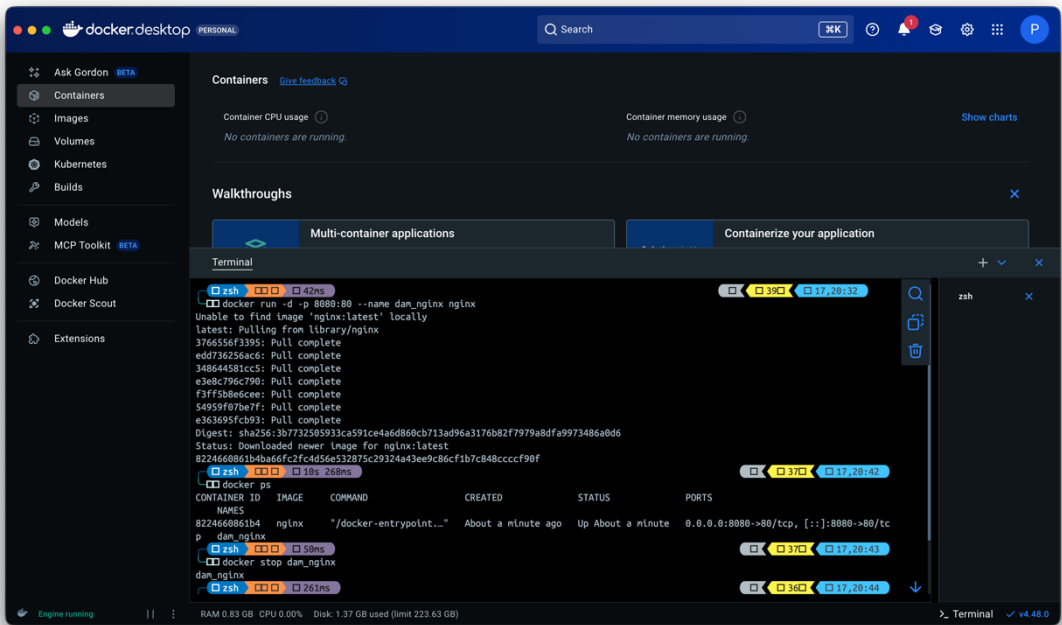 docker.desktop PERSONAL
Search
⌘K
1
P
Ask Gordon BETA
Containers
Images
Volumes
Kubernetes
Builds
Models
MCP Toolkit BETA
Docker Hub
Docker Scout
Extensions
Containers Give feedback
Container CPU usage
No containers are running.
Container memory usage
No containers are running.
Show charts
Walkthroughs
Multi-container applications
Containerize your application
Terminal
zsh 42ms 39 17,20:32
docker run -d -p 8080:80 --name dam_nginx nginx
Unable to find image 'nginx:latest' locally
latest: Pulling from library/nginx
3766556f3395: Pull complete
edd736256ac6: Pull complete
348644581cc5: Pull complete
e3e8c796c790: Pull complete
f3ff5b8e6cee: Pull complete
54959f07be7f: Pull complete
e363695fcb93: Pull complete
Digest: sha256:3b7732505933ca591ce4a6d860cb713ad96a3176b82f7979a8dfa9973486a0d6
Status: Downloaded newer image for nginx:latest
8224660861b4ba66fc2fc4d56e532875c29324a43ee9c86cf1b7c848ccccf90f
zsh 10s 268ms 37 17,20:42
docker ps
CONTAINER ID IMAGE COMMAND CREATED STATUS PORTS
NAMES
8224660861b4 nginx "/docker-entrypoint.…" About a minute ago Up About a minute 0.0.0.0:8080->80/tcp, [::]:8080->80/tc
p dam_nginx
zsh 50ms 37 17,20:43
docker stop dam_nginx
dam_nginx
zsh 261ms 36 17,20:44
zsh
Engine running
RAM 0.83 GB CPU 0.00% Disk: 1.37 GB used (limit 223.63 GB)
Terminal
v4.48.0